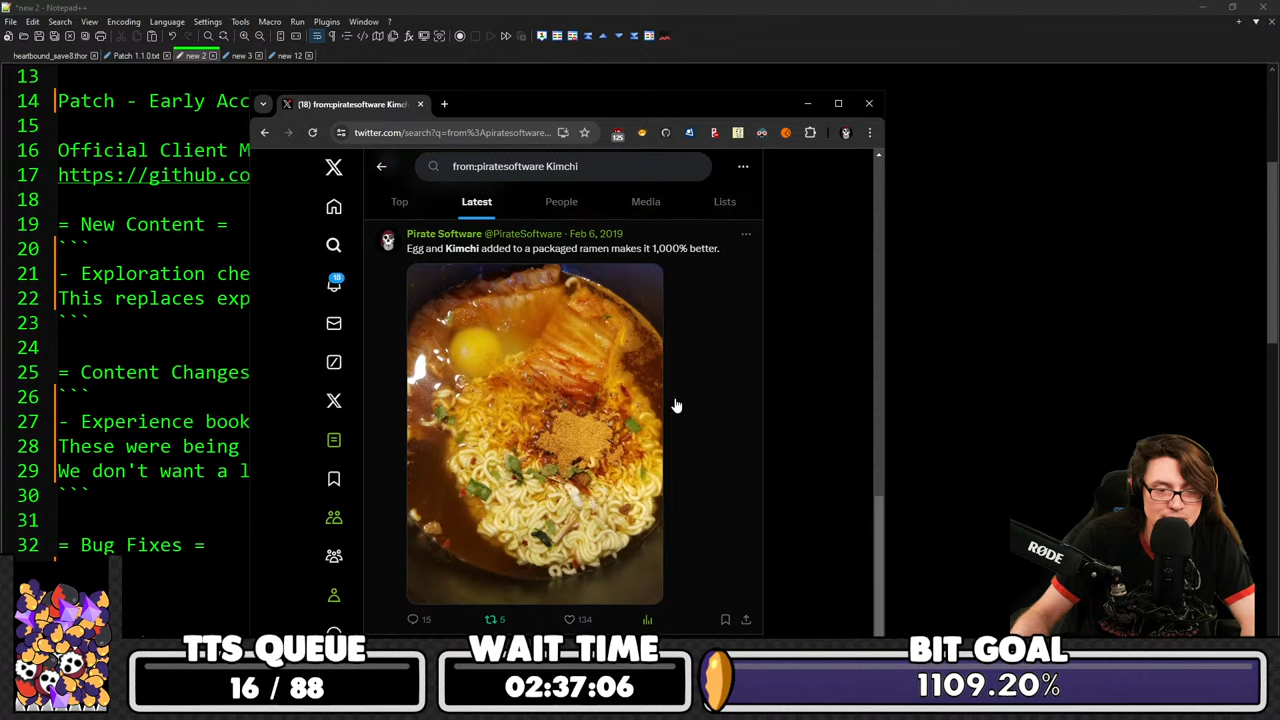 *new 2 - Notepad++
File Edit Search View Encoding Language Settings Tools Macro Run Plugins Window ?
heartbound_save8.thor Patch 1.1.0.txt new 2 new 3 new 12
13
14 Patch - Early Acc
15
16 Official Client M
17 https://github.co
18
19 = New Content =
20 ```
21 - Exploration che
22 This replaces exp
23 ```
24
25 = Content Changes
26 ```
27 - Experience book
28 These were being
29 We don't want a l
30 ```
31
32 = Bug Fixes =
(18) from:piratesoftware Kimch
twitter.com/search?q=from%3Apiratesoftware...
125
18
from:piratesoftware Kimchi
Top Latest People Media Lists
Pirate Software @PirateSoftware · Feb 6, 2019
Egg and Kimchi added to a packaged ramen makes it 1,000% better.
15 5 134
RØDE
TTS QUEUE
16 / 88
WAIT TIME
02:37:06
BIT GOAL
1109.20%